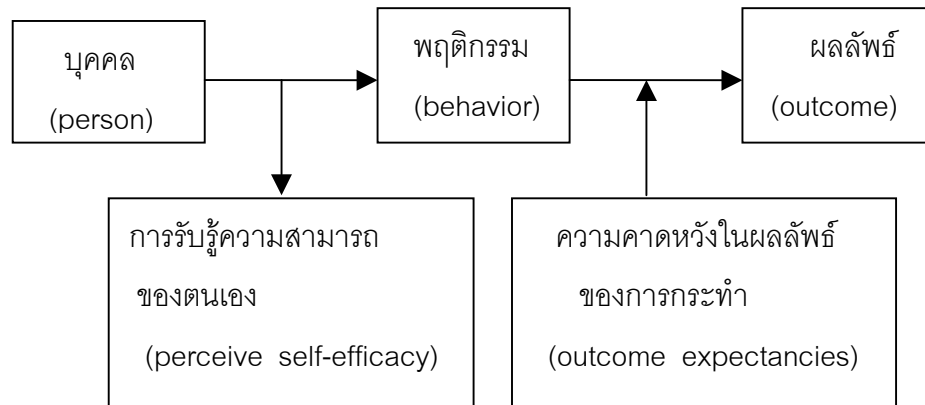 บุคคล
(person)
พฤติกรรม
(behavior)
ผลลัพธ์
(outcome)
การรับรู้ความสามารถ
ของตนเอง
(perceive self-efficacy)
ความคาดหวังในผลลัพธ์
ของการกระทำ
(outcome expectancies)